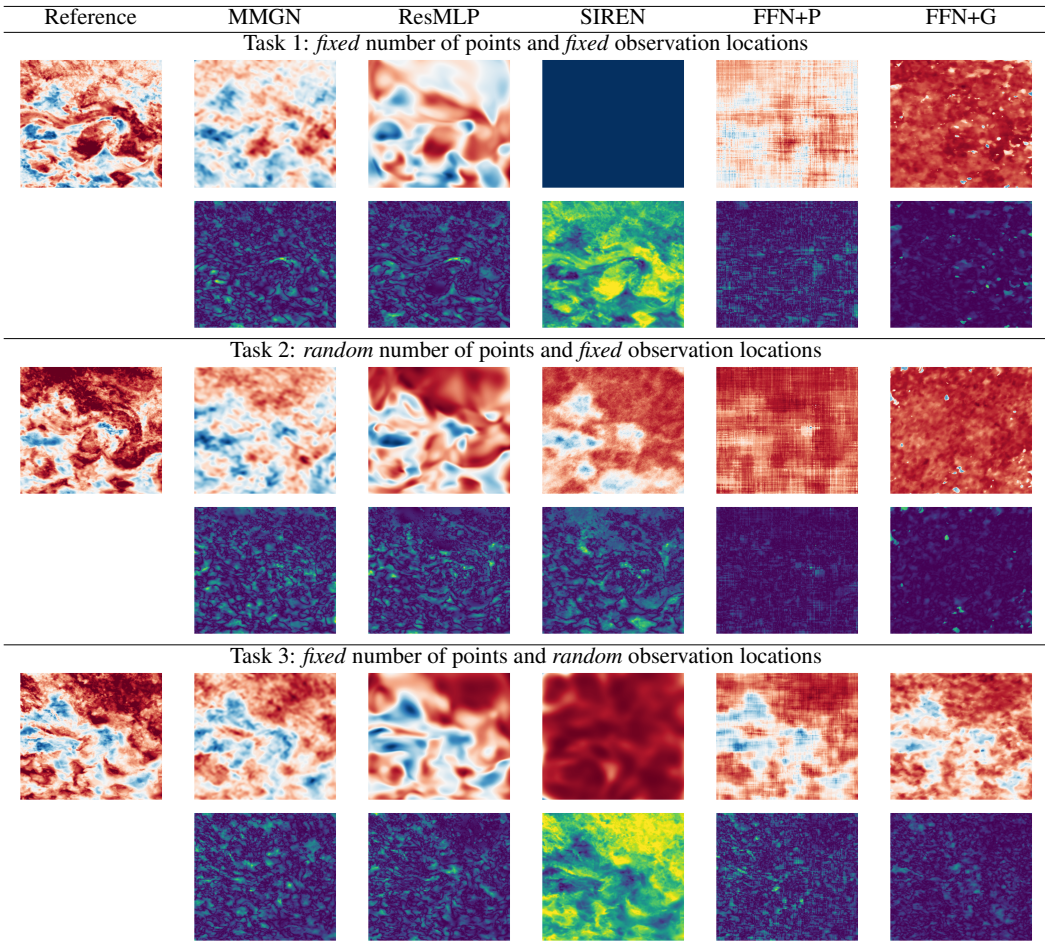 Reference MMGN ResMLP SIREN FFN+P FFN+G
Task 1: fixed number of points and fixed observation locations
Task 2: random number of points and fixed observation locations
Task 3: fixed number of points and random observation locations